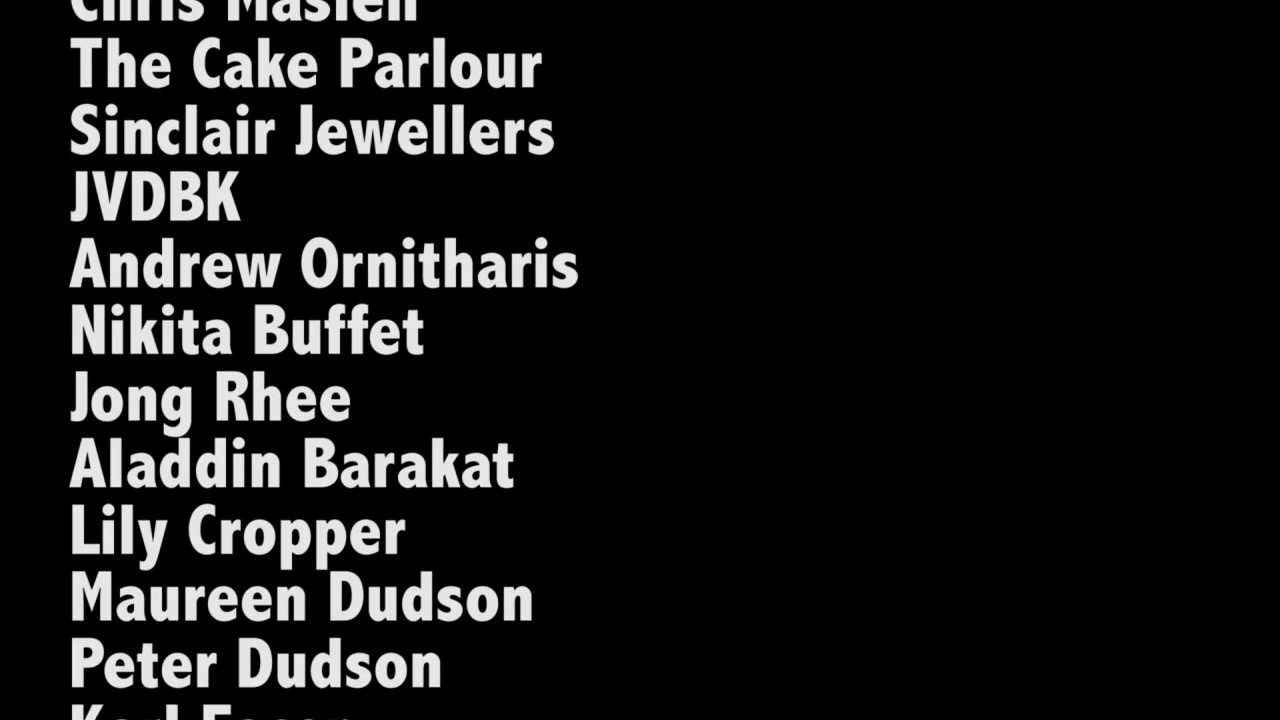 Chris
The Cake Parlour
Sinclair Jewellers
JVDBK
Andrew Ornitharis
Nikita Buffet
Jong Rhee
Aladdin Barakat
Lily Cropper
Maureen Dudson
Peter Dudson
Karl